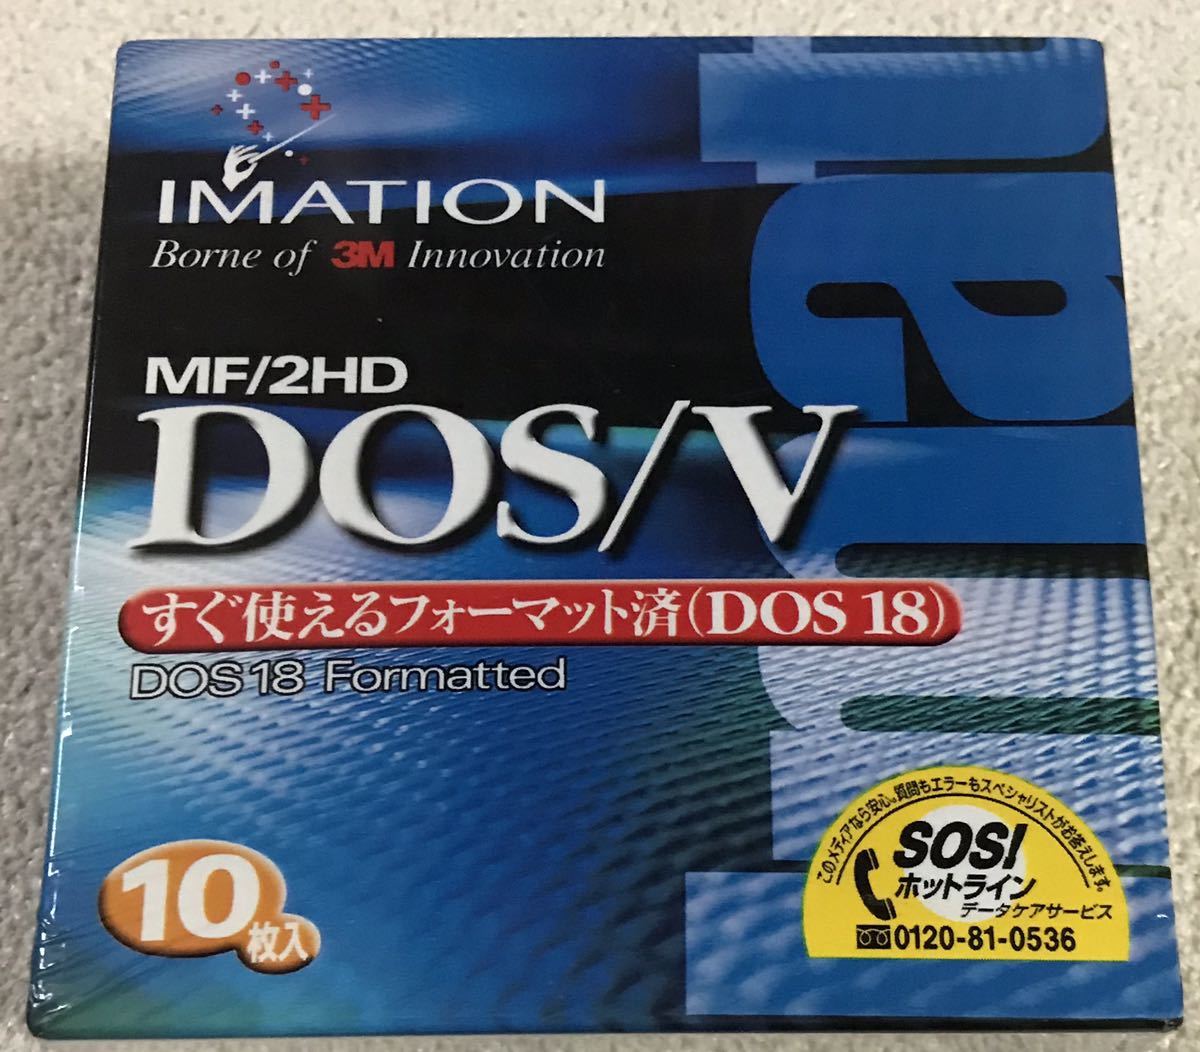 IMATION
Borne of 3M Innovation
MF/2HD
DOS/V
すぐ使えるフォーマット済(DOS 18)
DOS18 Formatted
10枚入
このメディアなら安心。質問もエラーもスペシャリストがお答えします。
SOS!
ホットライン
データケアサービス
0120-81-0536